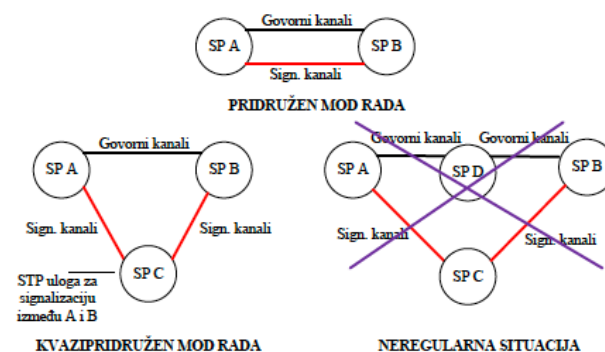 Govorni kanali
SP A
SP B
Sign. kanali
PRIDRUŽEN MOD RADA
Govorni kanali
SP A
SP B
Sign. kanali
Sign. kanali
SP C
STP uloga za
signalizaciju
između A i B
KVAZIPRIDRUŽEN MOD RADA
Govorni kanali
Govorni kanali
SP A
SP D
SP B
Sign. kanali
Sign. kanali
SP C
NEREGULARNA SITUACIJA